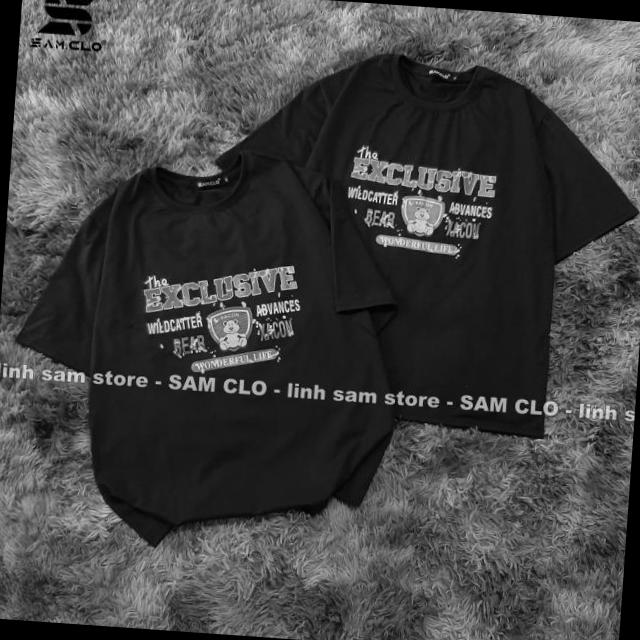 SAM CLO
The
EXCLUSIVE
WILDCATTER
ADVANCES
BEAR
WONDERFUL LIFE
The
EXCLUSIVE
WILDCATTER
ADVANCES
BEAR
WONDERFUL LIFE
linh sam store - SAM CLO - linh sam store - SAM CLO - linh s